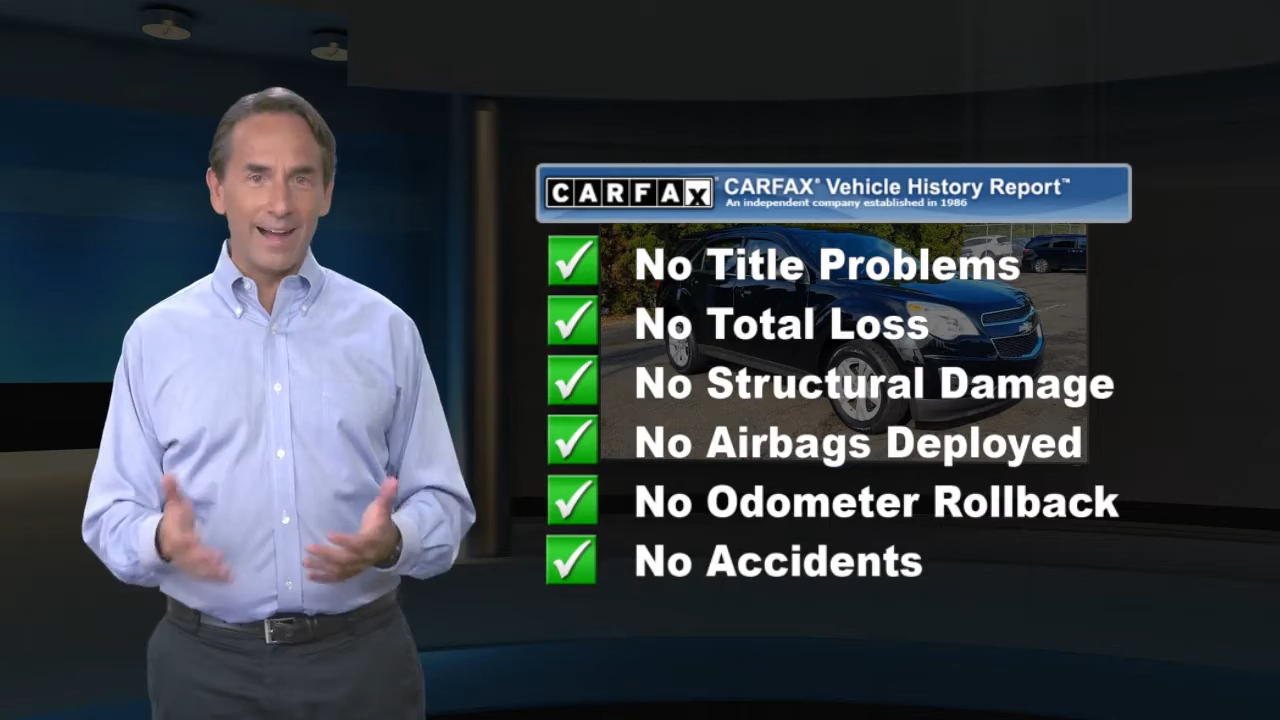 CARFAX® CARFAX® Vehicle History Report™
An independent company established in 1986
No Title Problems
No Total Loss
No Structural Damage
No Airbags Deployed
No Odometer Rollback
No Accidents